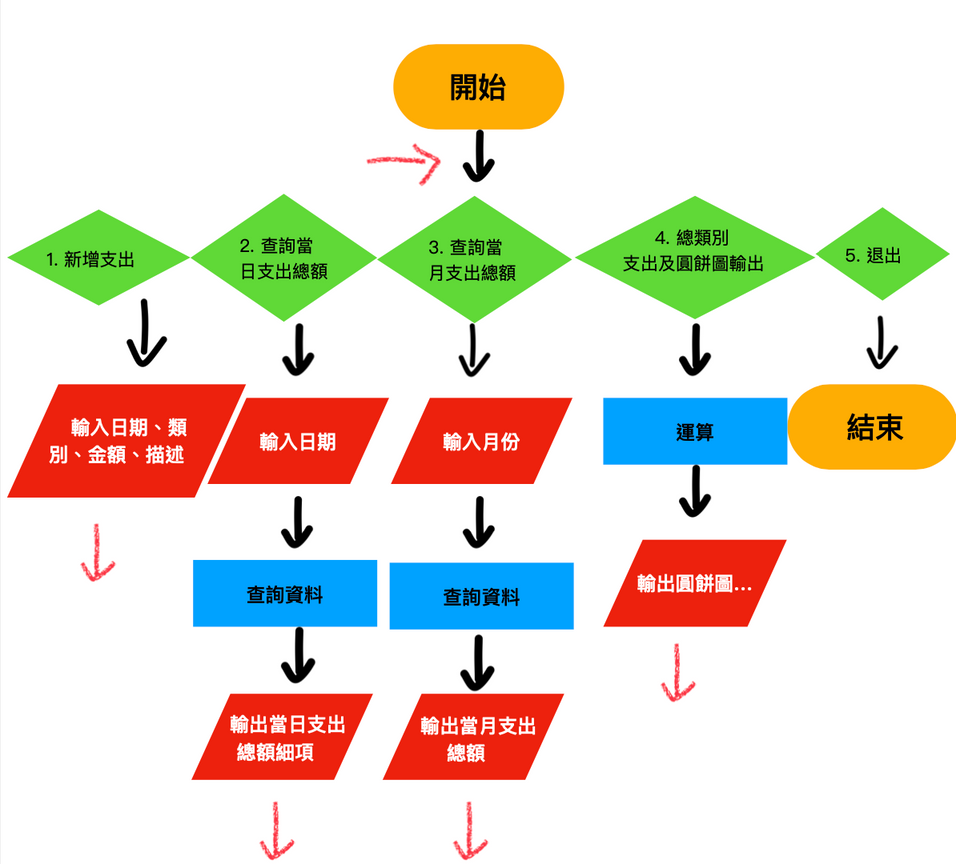 開始
1. 新增支出
2. 查詢當
日支出總額
3. 查詢當
月支出總額
4. 總類別
支出及圓餅圖輸出
5. 退出
輸入日期、類
別、金額、描述
輸入日期
輸入月份
運算
結束
查詢資料
查詢資料
輸出圓餅圖...
輸出當日支出
總額細項
輸出當月支出
總額